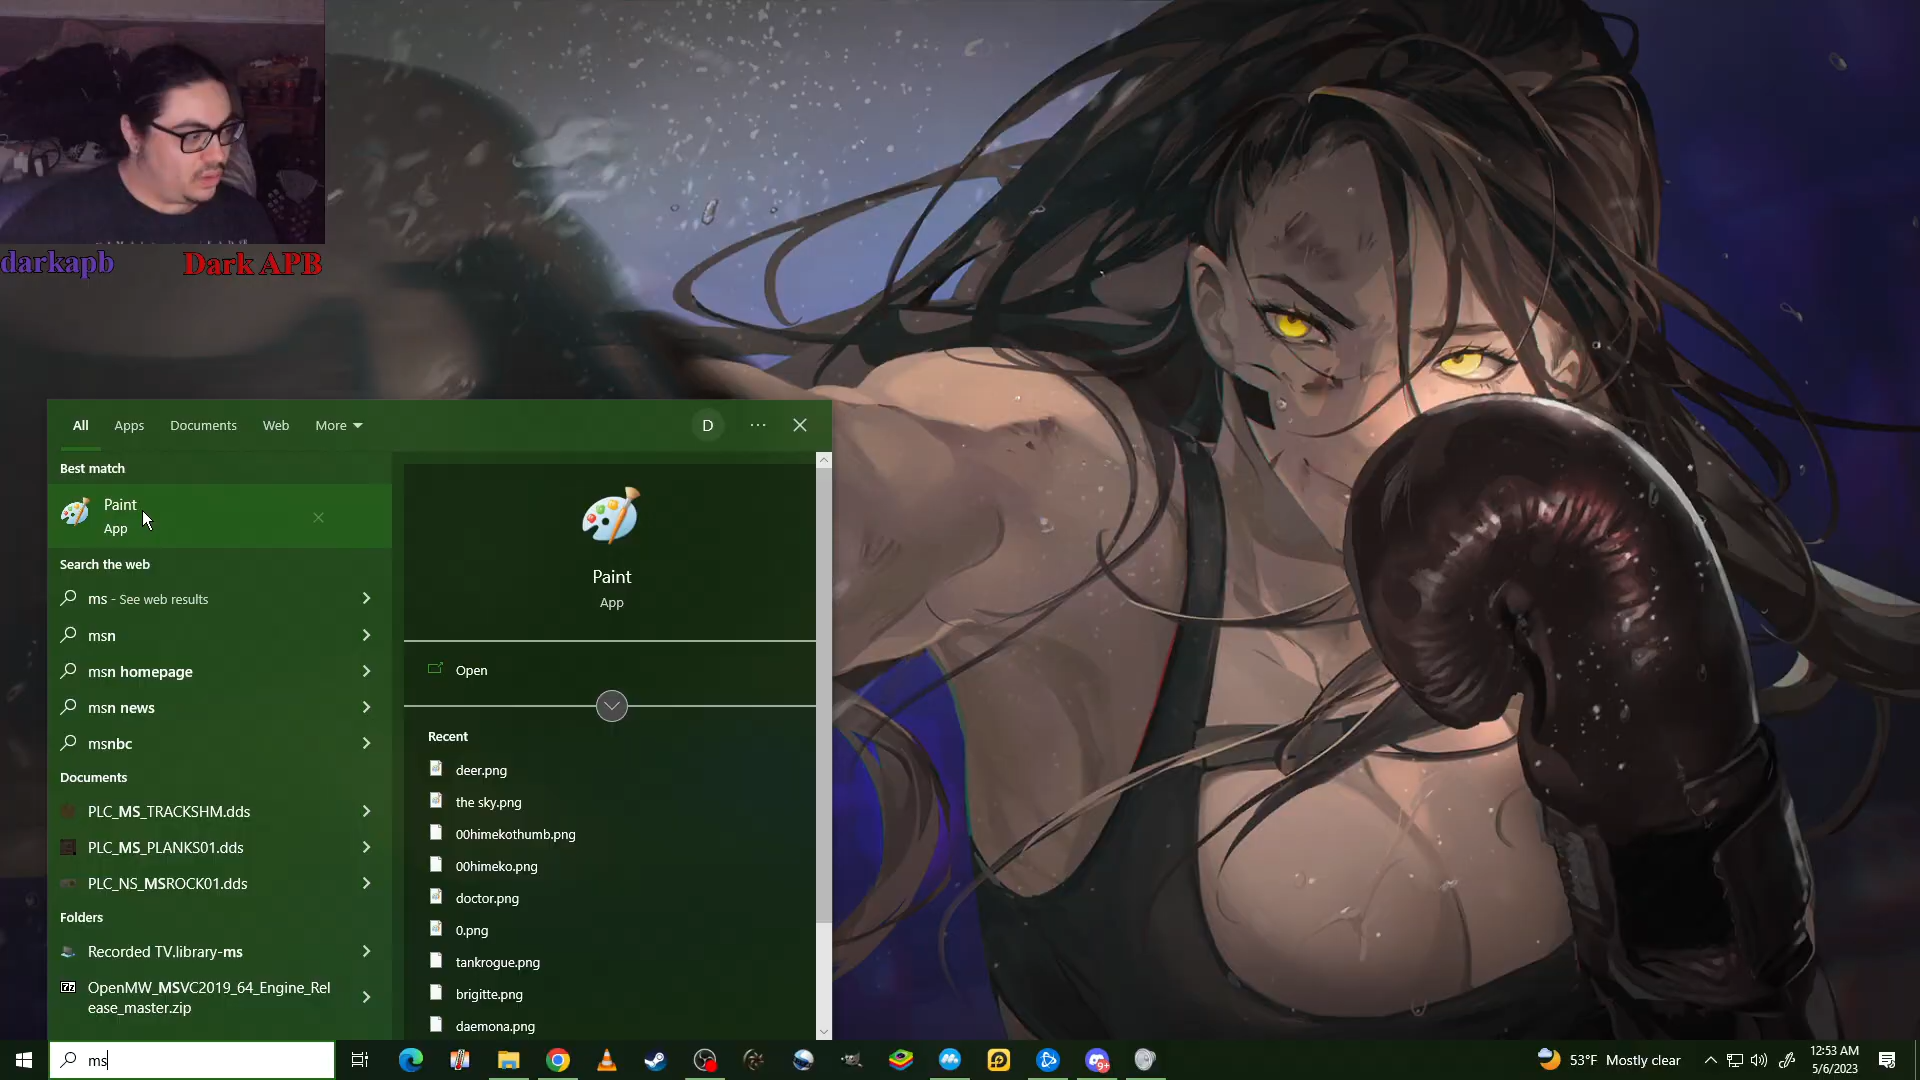 darkapb
Dark APB
All
Apps
Documents
Web
More
D
Best match
Paint
App
Search the web
ms - See web results
msn
msn homepage
msn news
msnbc
Documents
PLC_MS_TRACKSHM.dds
PLC_MS_PLANKS01.dds
PLC_NS_MSROCK01.dds
Folders
Recorded TV.library-ms
OpenMW_MSVC2019_64_Engine_Rel
ease_master.zip
Paint
App
Open
Recent
deer.png
the sky.png
00himekothumb.png
00himeko.png
doctor.png
0.png
tankrogue.png
brigitte.png
daemona.png
ms
9+
53°F Mostly clear
12:53 AM
5/6/2023